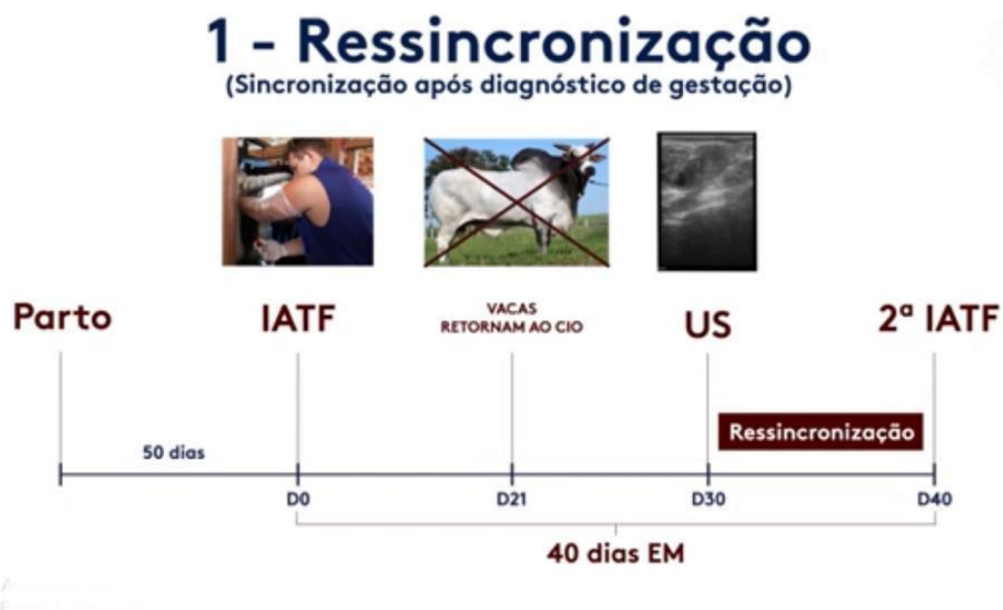 1 - Ressincronização
(Sincronização após diagnóstico de gestação)
Parto
IATF
VACAS
RETORNAM AO CIO
US
2ª IATF
Ressincronização
50 dias
D0
D21
D30
D40
40 dias EM